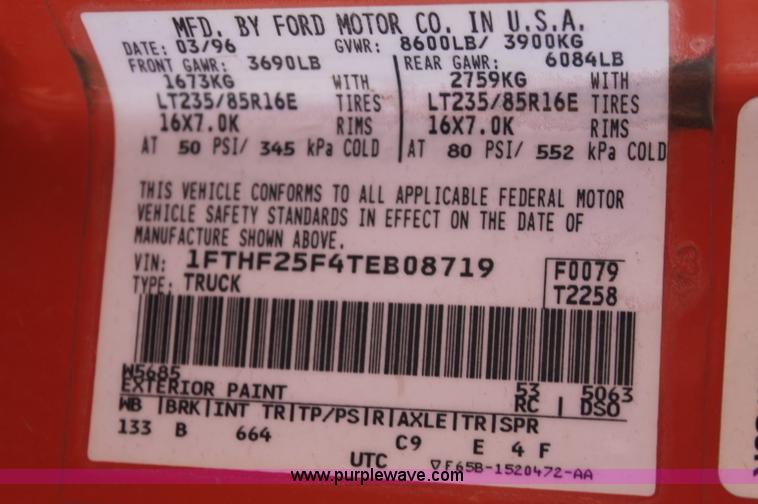 MFD. BY FORD MOTOR CO. IN U.S.A.
DATE: 03/96 GVWR: 8600LB/ 3900KG
FRONT GAWR: 3690LB REAR GAWR: 6084LB
1673KG WITH 2759KG WITH
LT235/85R16E TIRES LT235/85R16E TIRES
16X7.0K RIMS 16X7.0K RIMS
AT 50 PSI/ 345 kPa COLD AT 80 PSI/ 552 kPa COLD
THIS VEHICLE CONFORMS TO ALL APPLICABLE FEDERAL MOTOR
VEHICLE SAFETY STANDARDS IN EFFECT ON THE DATE OF
MANUFACTURE SHOWN ABOVE.
VIN: 1FTHF25F4TEB08719 F0079
TYPE: TRUCK T2258
W5685
EXTERIOR PAINT 53 RC 5063 DSO
WB BRK INT TR TP/PS R AXLE TR SPR
133 B 664 C9 E 4 F
UTC ▽F65B-1520472-AA
www.purplewave.com